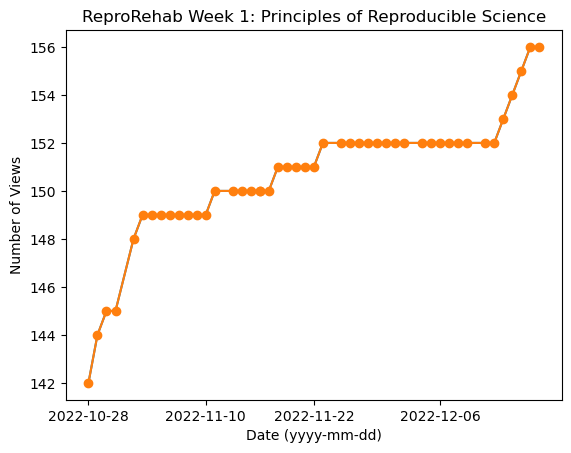 ReproRehab Week 1: Principles of Reproducible Science
156
154
152
150
148
146
144
142
Number of Views
2022-10-28 2022-11-10 2022-11-22 2022-12-06
Date (yyyy-mm-dd)